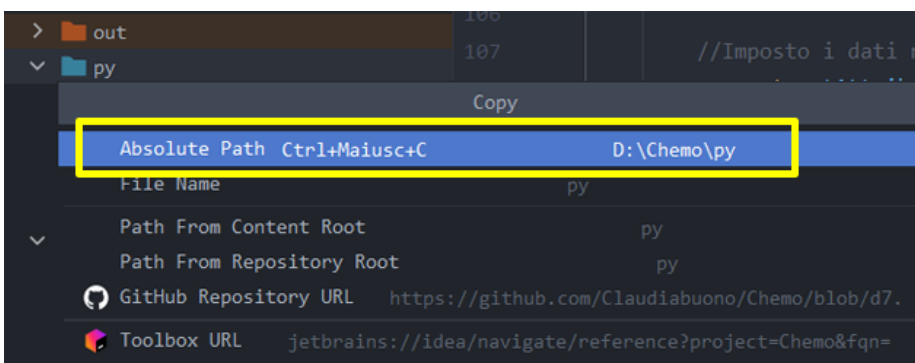 106
out
107 //Imposto i dati
py
Copy
Absolute Path Ctrl+Maiusc+C D:\Chemo\py
File Name py
Path From Content Root py
Path From Repository Root py
GitHub Repository URL https://github.com/Claudiabuono/Chemo/blob/d7.
Toolbox URL jetbrains://idea/navigate/reference?project=Chemo&fqn=